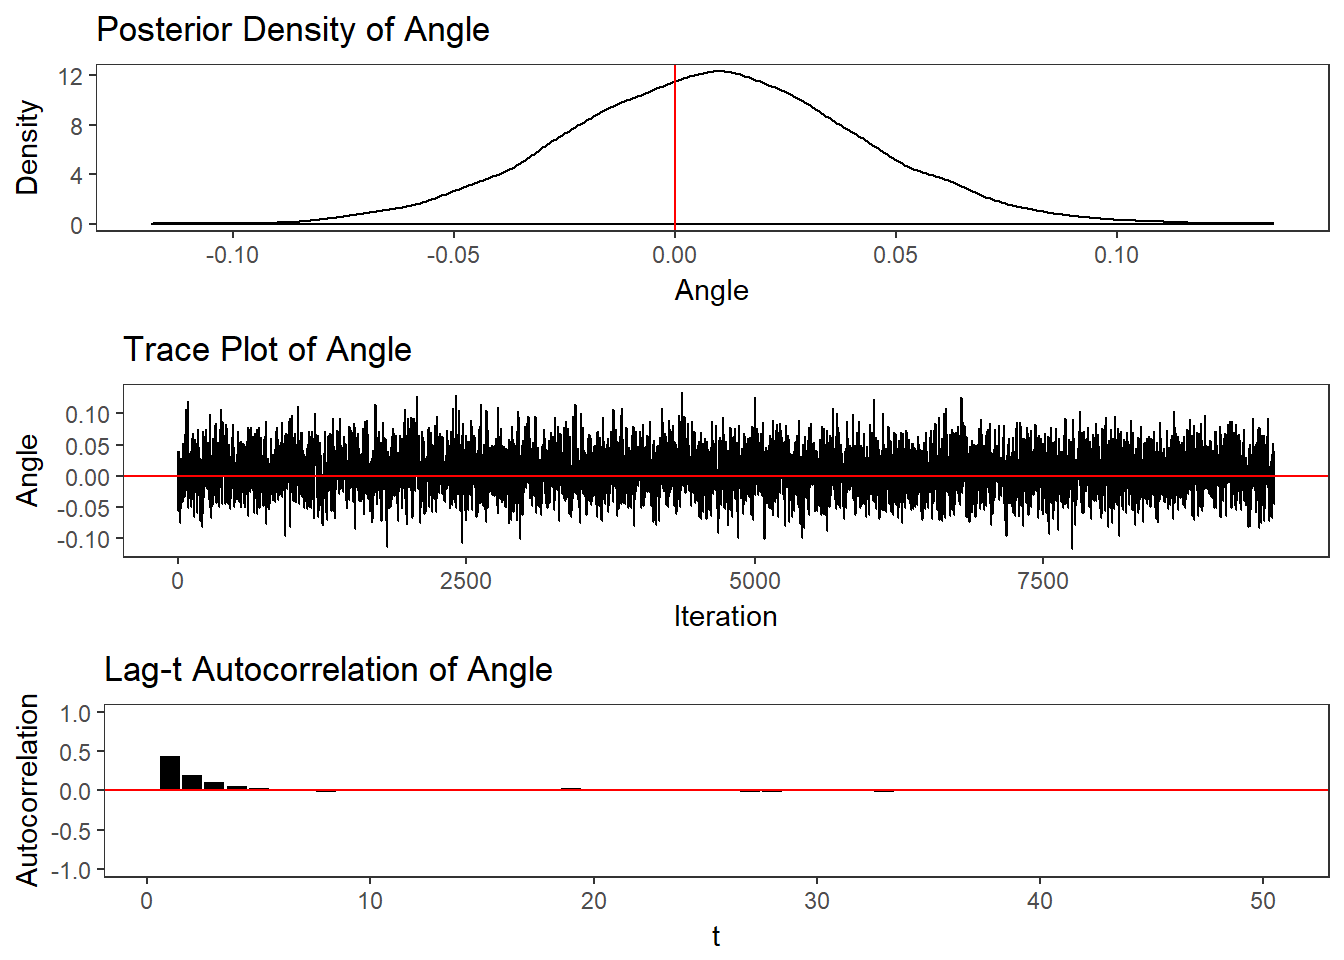 Posterior Density of Angle
Density
12
8
4
0
-0.10 -0.05 0.00 0.05 0.10
Angle
Trace Plot of Angle
Angle
0.10
0.05
0.00
-0.05
-0.10
0 2500 5000 7500
Iteration
Lag-t Autocorrelation of Angle
Autocorrelation
1.0
0.5
0.0
-0.5
-1.0
0 10 20 30 40 50
t